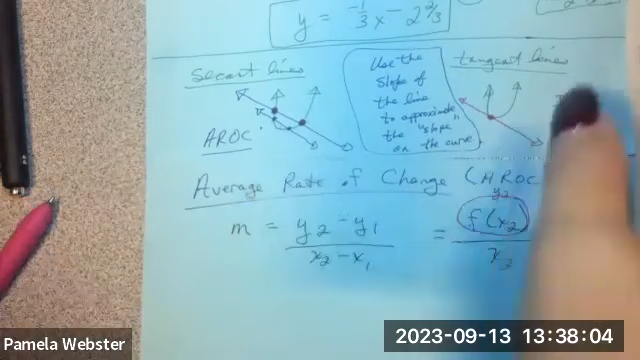 y = -1/3 x - 2 2/3
Secant lines
AROC
Use the
slope of
the line
to approximate
the "slope"
on the curve
tangent lines
Average Rate of Change (AROC
m = y2 - y1 / x2 - x1 = f(x2) / x2
y2
Pamela Webster
2023-09-13 13:38:04